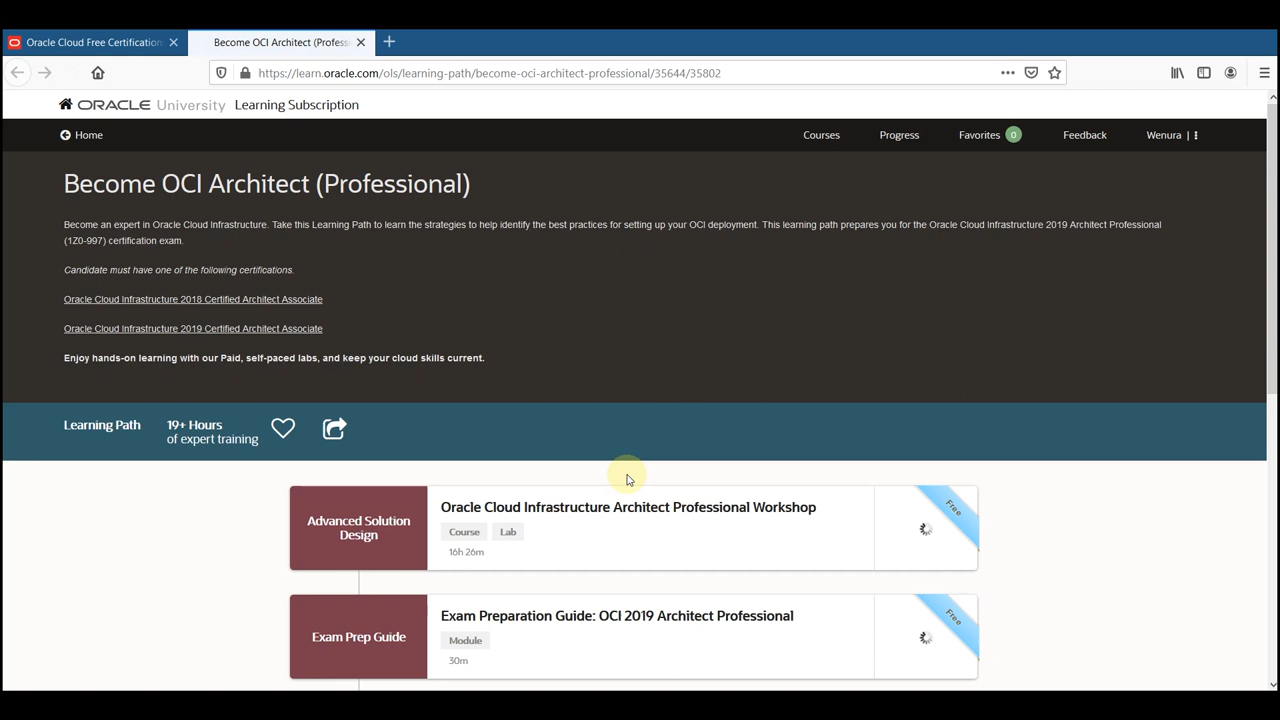 Oracle Cloud Free Certification
Become OCI Architect (Profess
https://learn.oracle.com/ols/learning-path/become-oci-architect-professional/35644/35802
ORACLE University Learning Subscription
Home Courses Progress Favorites 0 Feedback Wenura
Become OCI Architect (Professional)
Become an expert in Oracle Cloud Infrastructure. Take this Learning Path to learn the strategies to help identify the best practices for setting up your OCI deployment. This learning path prepares you for the Oracle Cloud Infrastructure 2019 Architect Professional
(1Z0-997) certification exam.
Candidate must have one of the following certifications.
Oracle Cloud Infrastructure 2018 Certified Architect Associate
Oracle Cloud Infrastructure 2019 Certified Architect Associate
Enjoy hands-on learning with our Paid, self-paced labs, and keep your cloud skills current.
Learning Path
19+ Hours
of expert training
Advanced Solution
Design
Oracle Cloud Infrastructure Architect Professional Workshop
Course Lab
16h 26m
Free
Exam Prep Guide
Exam Preparation Guide: OCI 2019 Architect Professional
Module
30m
Free